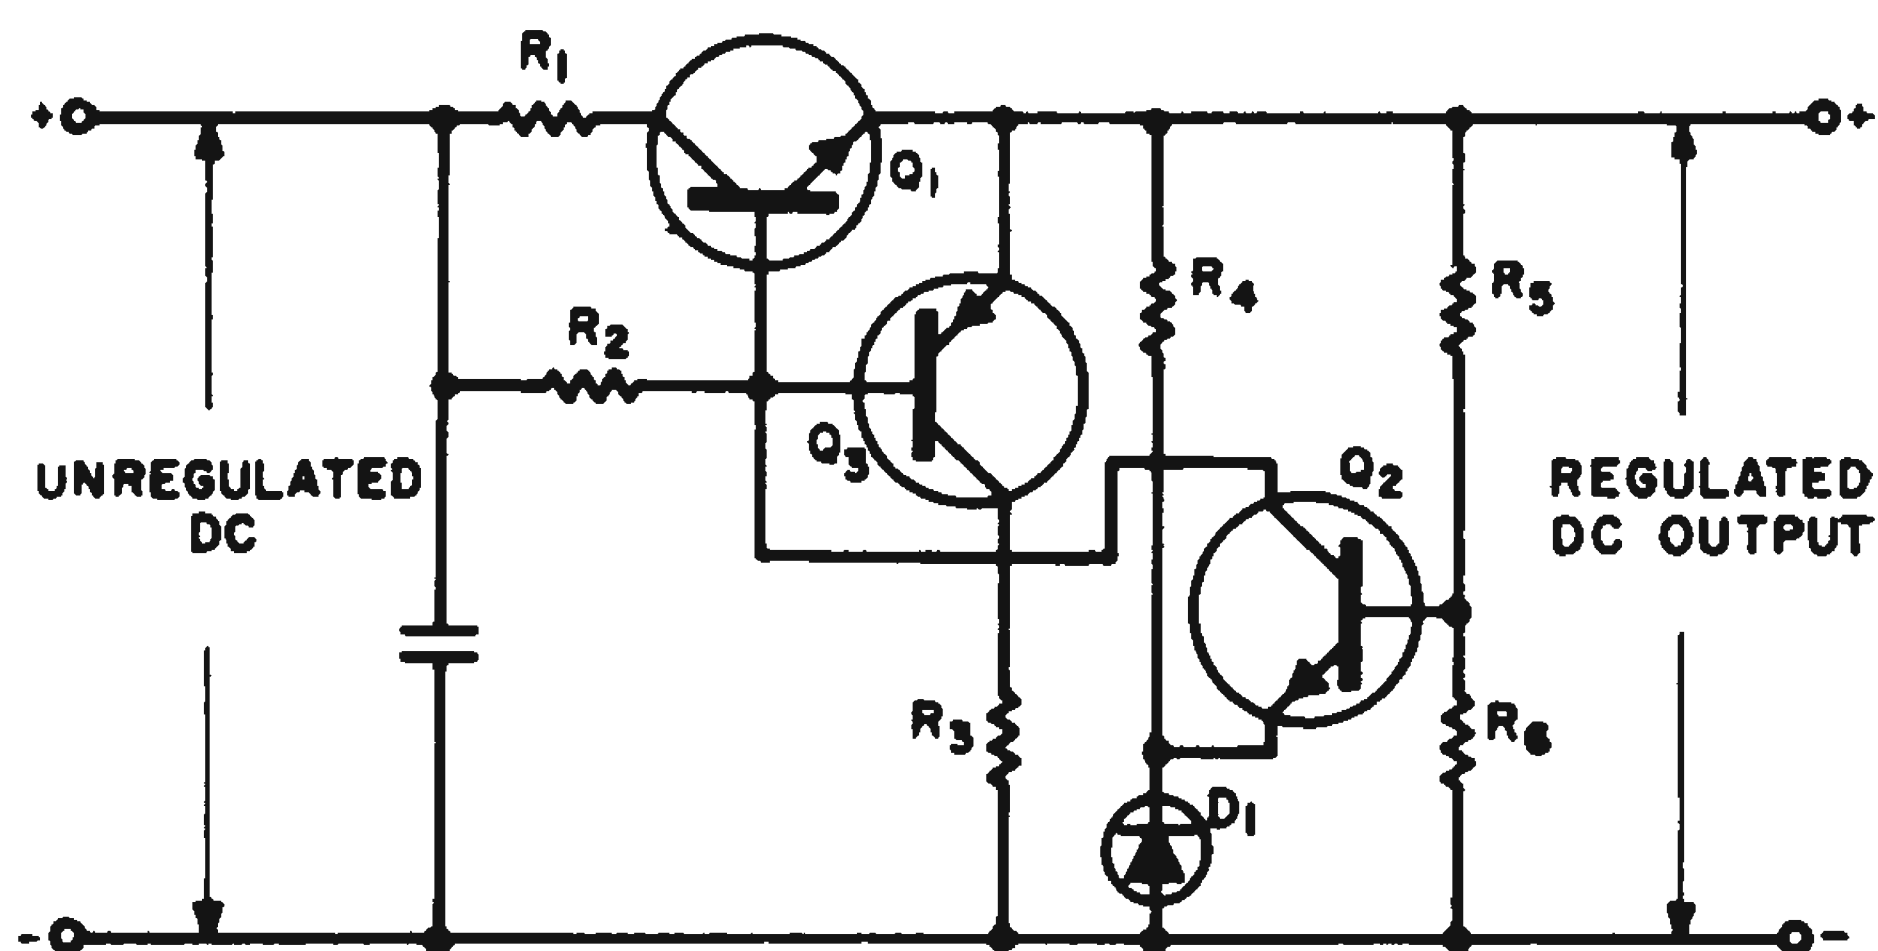 R1
+
+
Q1
R4
R5
R2
Q3
Q2
UNREGULATED
DC
REGULATED
DC OUTPUT
R3
R6
D1
-
-